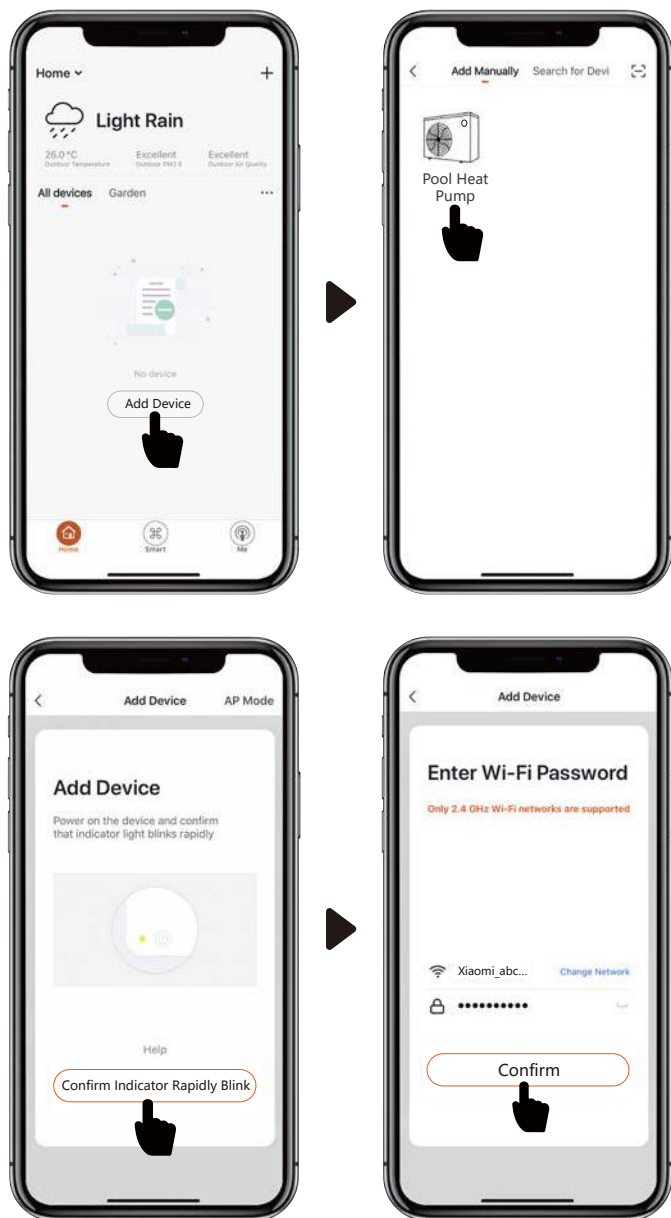 Home
Light Rain
26.0 °C
Excellent
Excellent
Outdoor Temperature
Outdoor PM2.5
Outdoor Air Quality
All devices
Garden
No device
Add Device
Home
Smart
Me
Add Manually
Search for Devi
Pool Heat
Pump
Add Device
AP Mode
Add Device
Power on the device and confirm
that indicator light blinks rapidly
Help
Confirm Indicator Rapidly Blink
Add Device
Enter Wi-Fi Password
Only 2.4 GHz Wi-Fi networks are supported
Xiaomi_abc...
Change Network
••••••••••
Confirm